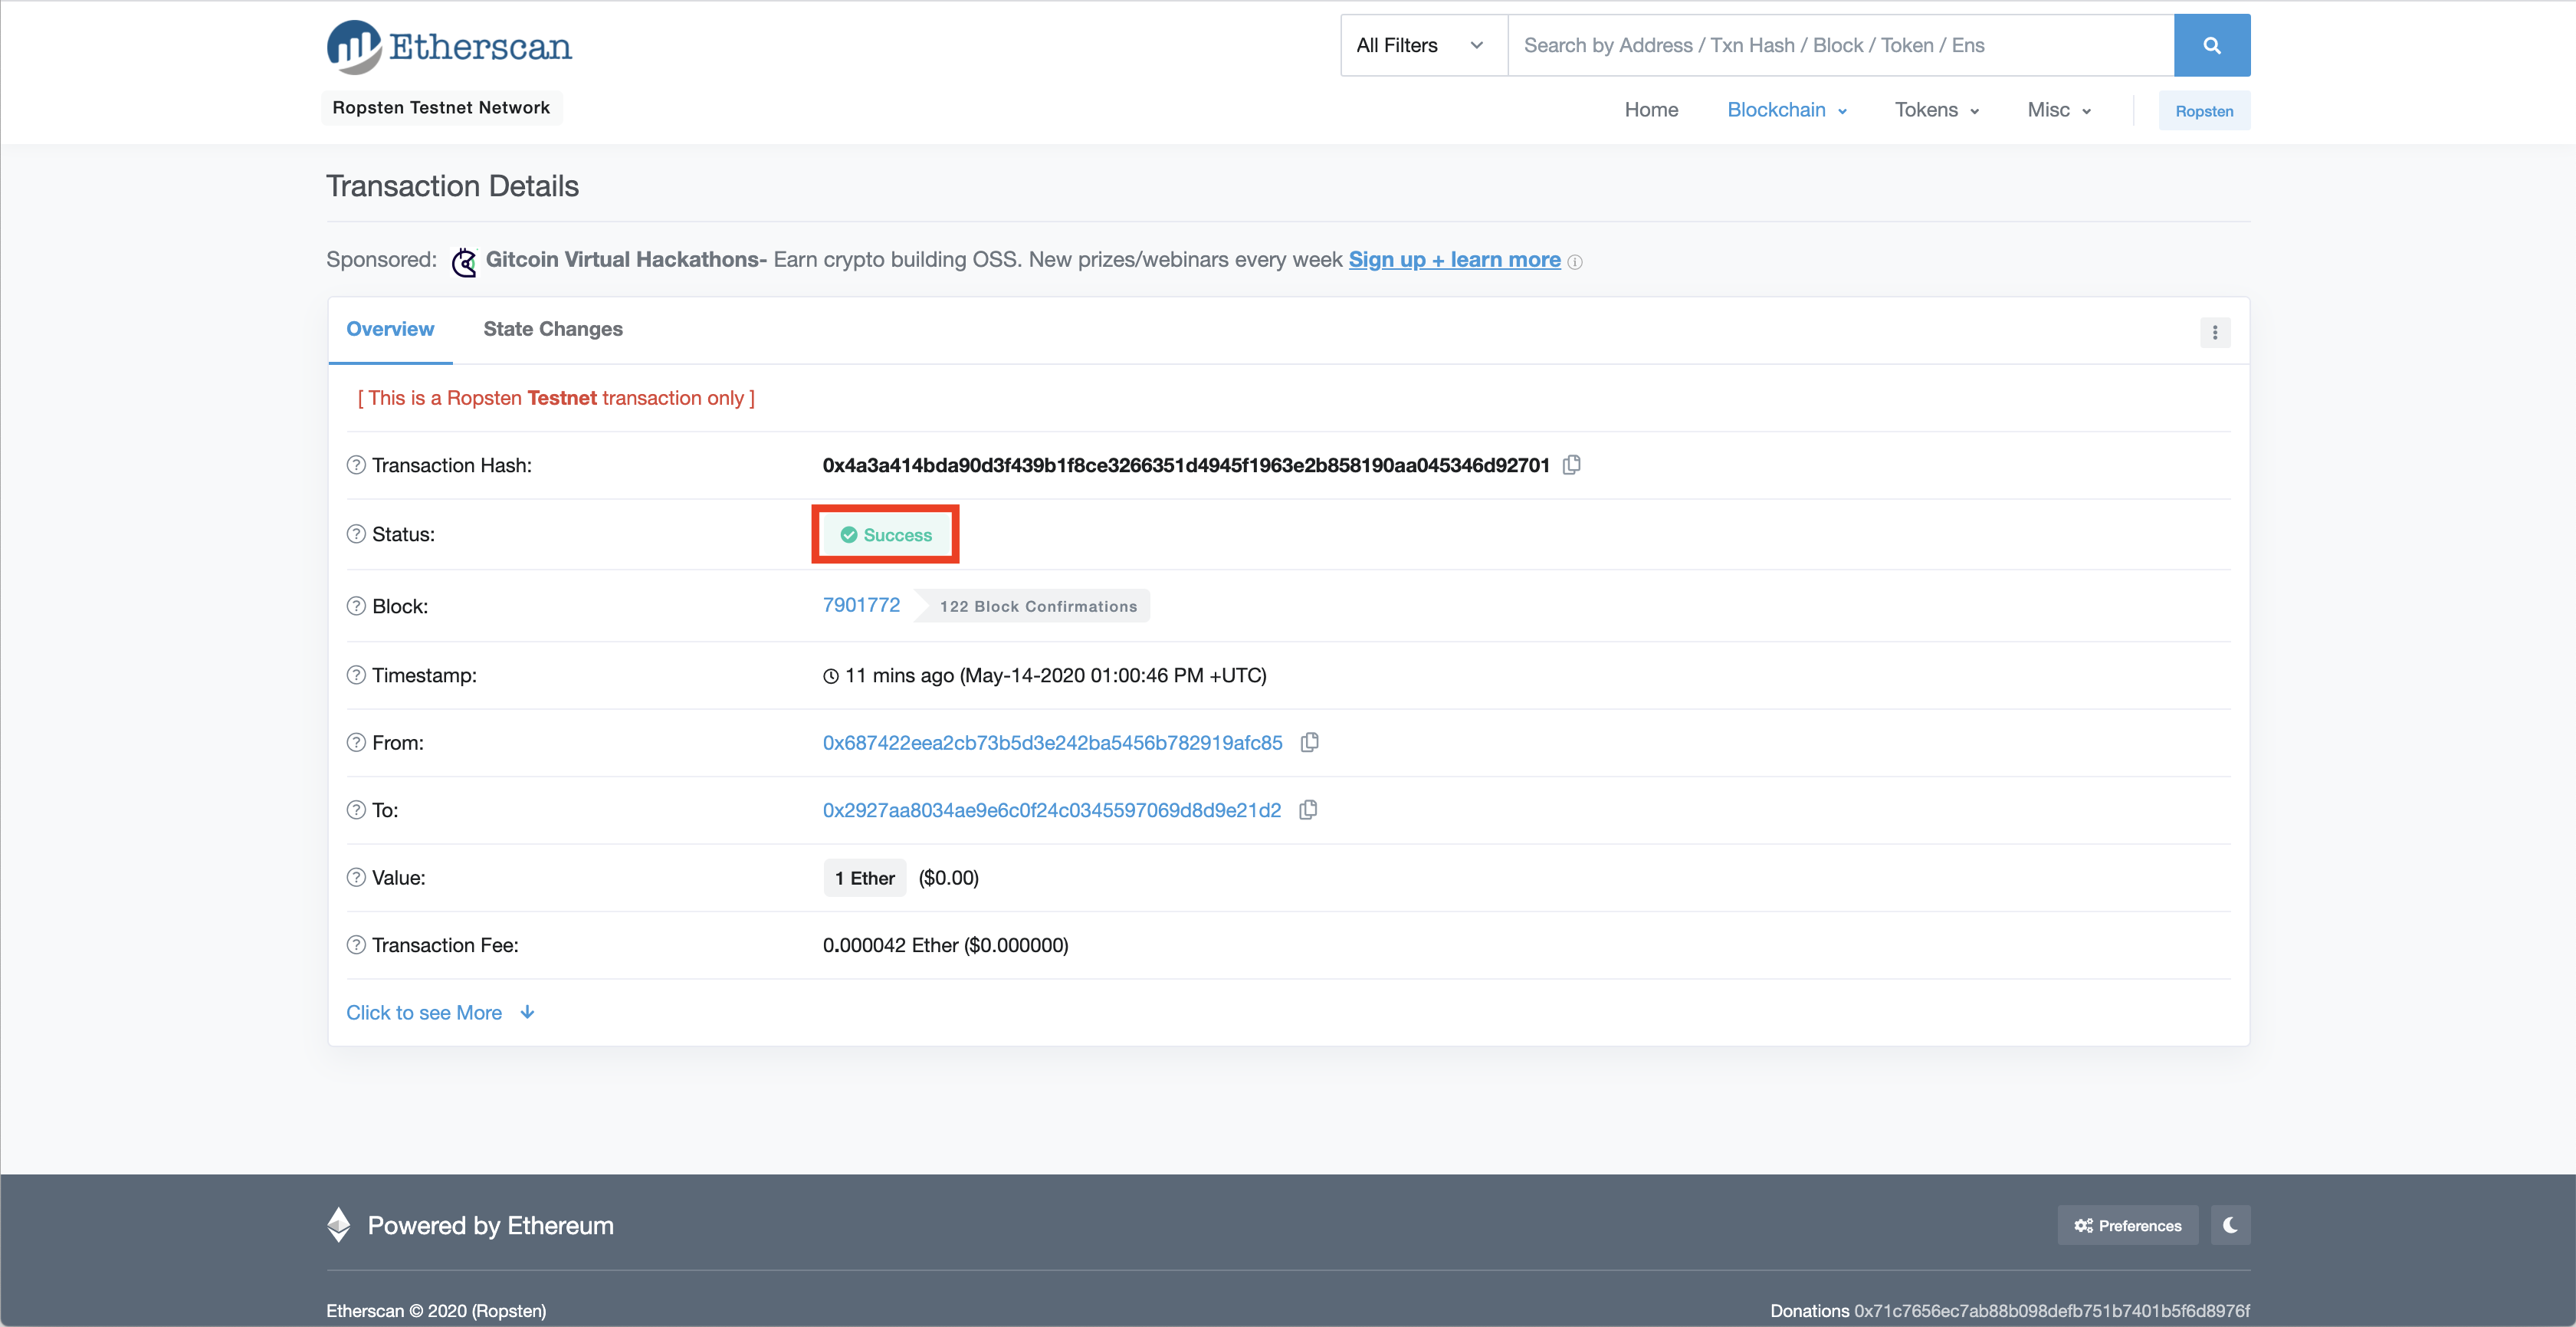 Etherscan
All Filters
Search by Address / Txn Hash / Block / Token / Ens
Ropsten Testnet Network
Home Blockchain Tokens Misc Ropsten
Transaction Details
Sponsored: Gitcoin Virtual Hackathons- Earn crypto building OSS. New prizes/webinars every week Sign up + learn more
Overview State Changes
[ This is a Ropsten Testnet transaction only ]
Transaction Hash: 0x4a3a414bda90d3f439b1f8ce3266351d4945f1963e2b858190aa045346d92701
Status: Success
Block: 7901772 122 Block Confirmations
Timestamp: 11 mins ago (May-14-2020 01:00:46 PM +UTC)
From: 0x687422eea2cb73b5d3e242ba5456b782919afc85
To: 0x2927aa8034ae9e6c0f24c0345597069d8d9e21d2
Value: 1 Ether ($0.00)
Transaction Fee: 0.000042 Ether ($0.000000)
Click to see More
Powered by Ethereum
Preferences
Etherscan © 2020 (Ropsten)
Donations 0x71c7656ec7ab88b098defb751b7401b5f6d8976f